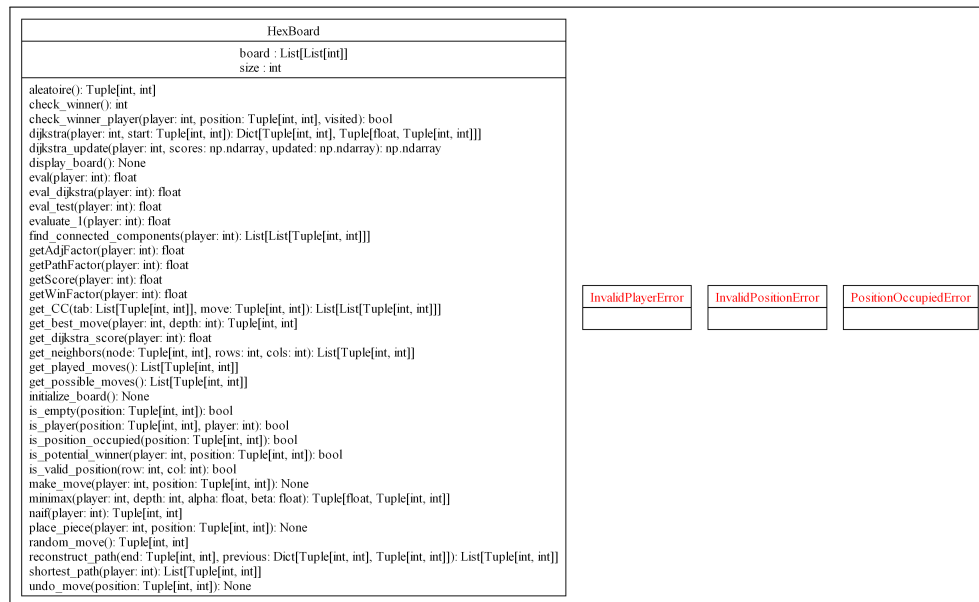 HexBoard
board : List[List[int]]
size : int
aleatoire(): Tuple[int, int]
check_winner(): int
check_winner_player(player: int, position: Tuple[int, int], visited): bool
dijkstra(player: int, start: Tuple[int, int]): Dict[Tuple[int, int], Tuple[float, Tuple[int, int]]]
dijkstra_update(player: int, scores: np.ndarray, updated: np.ndarray): np.ndarray
display_board(): None
eval(player: int): float
eval_dijkstra(player: int): float
eval_test(player: int): float
evaluate_1(player: int): float
find_connected_components(player: int): List[List[Tuple[int, int]]]
getAdjFactor(player: int): float
getPathFactor(player: int): float
getScore(player: int): float
getWinFactor(player: int): float
get_CC(tab: List[Tuple[int, int]], move: Tuple[int, int]): List[List[Tuple[int, int]]]
get_best_move(player: int, depth: int): Tuple[int, int]
get_dijkstra_score(player: int): float
get_neighbors(node: Tuple[int, int], rows: int, cols: int): List[Tuple[int, int]]
get_played_moves(): List[Tuple[int, int]]
get_possible_moves(): List[Tuple[int, int]]
initialize_board(): None
is_empty(position: Tuple[int, int]): bool
is_player(position: Tuple[int, int], player: int): bool
is_position_occupied(position: Tuple[int, int]): bool
is_potential_winner(player: int, position: Tuple[int, int]): bool
is_valid_position(row: int, col: int): bool
make_move(player: int, position: Tuple[int, int]): None
minimax(player: int, depth: int, alpha: float, beta: float): Tuple[float, Tuple[int, int]]
naif(player: int): Tuple[int, int]
place_piece(player: int, position: Tuple[int, int]): None
random_move(): Tuple[int, int]
reconstruct_path(end: Tuple[int, int], previous: Dict[Tuple[int, int], Tuple[int, int]]): List[Tuple[int, int]]
shortest_path(player: int): List[Tuple[int, int]]
undo_move(position: Tuple[int, int]): None
InvalidPlayerError
InvalidPositionError
PositionOccupiedError